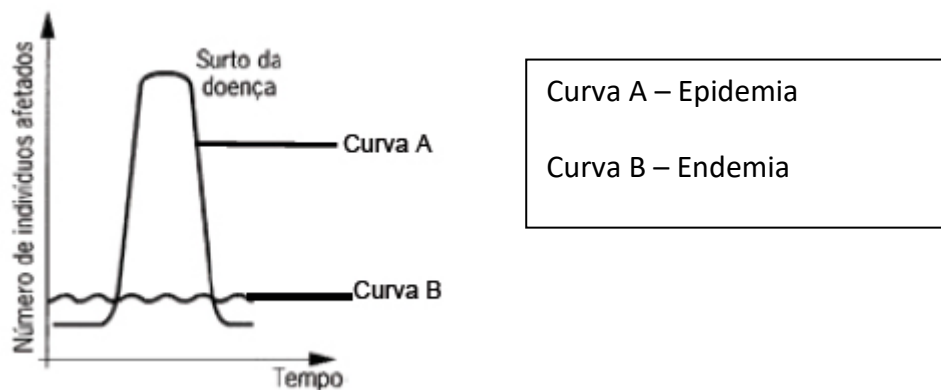 Número de indivíduos afetados
Surto da
doença
Curva A
Curva B
Tempo
Curva A – Epidemia
Curva B – Endemia